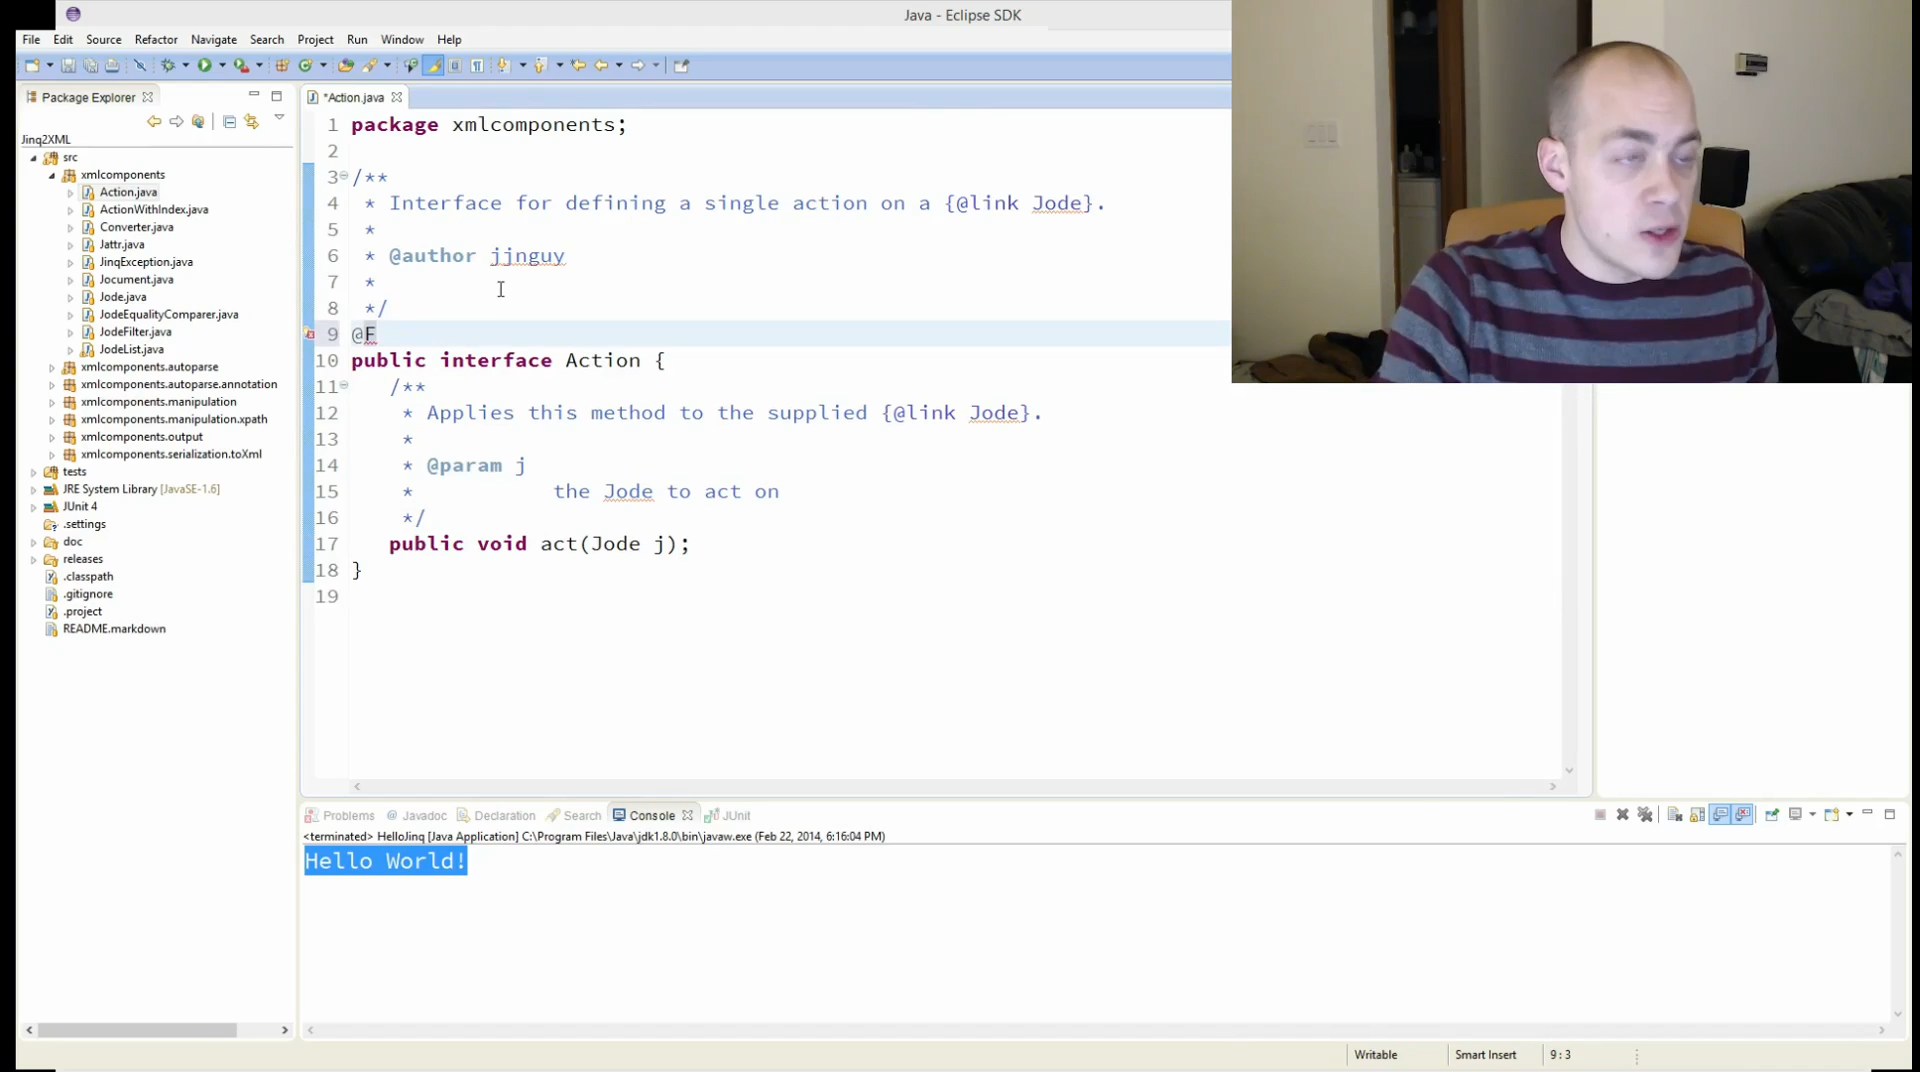 Java - Eclipse SDK
File Edit Source Refactor Navigate Search Project Run Window Help
Package Explorer
*Action.java
Jinq2XML
src
xmlcomponents
Action.java
ActionWithIndex.java
Converter.java
Jattr.java
JinqException.java
Jocument.java
Jode.java
JodeEqualityComparer.java
JodeFilter.java
JodeList.java
xmlcomponents.autoparse
xmlcomponents.autoparse.annotation
xmlcomponents.manipulation
xmlcomponents.manipulation.xpath
xmlcomponents.output
xmlcomponents.serialization.toXml
tests
JRE System Library [JavaSE-1.6]
JUnit 4
.settings
doc
releases
.classpath
.gitignore
.project
README.markdown
1 package xmlcomponents;
2
3 /**
4 * Interface for defining a single action on a {@link Jode}.
5 *
6 * @author jjnguy
7 *
8 */
9 @F
10 public interface Action {
11 /**
12 * Applies this method to the supplied {@link Jode}.
13 *
14 * @param j
15 * the Jode to act on
16 */
17 public void act(Jode j);
18 }
19
Problems @ Javadoc Declaration Search Console JUnit
<terminated> HelloJinq [Java Application] C:\Program Files\Java\jdk1.8.0\bin\javaw.exe (Feb 22, 2014, 6:16:04 PM)
Hello World!
Writable Smart Insert 9 : 3